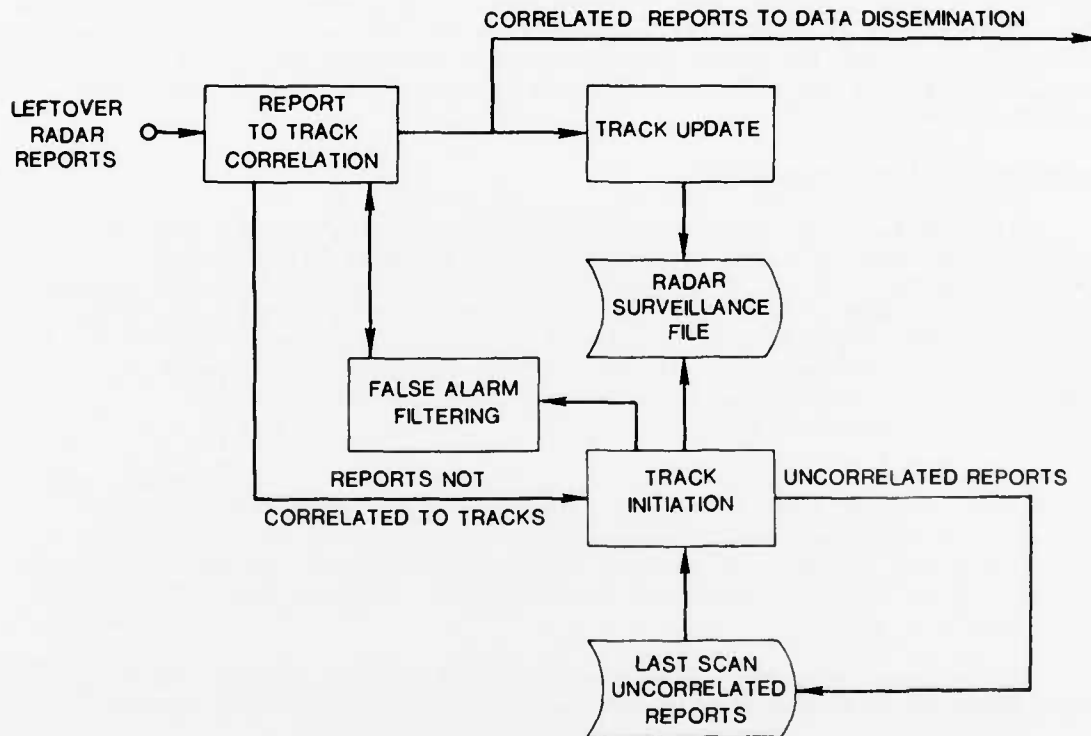 CORRELATED REPORTS TO DATA DISSEMINATION
LEFTOVER
RADAR
REPORTS
REPORT
TO TRACK
CORRELATION
TRACK UPDATE
RADAR
SURVEILLANCE
FILE
FALSE ALARM
FILTERING
REPORTS NOT
CORRELATED TO TRACKS
TRACK
INITIATION
UNCORRELATED REPORTS
LAST SCAN
UNCORRELATED
REPORTS